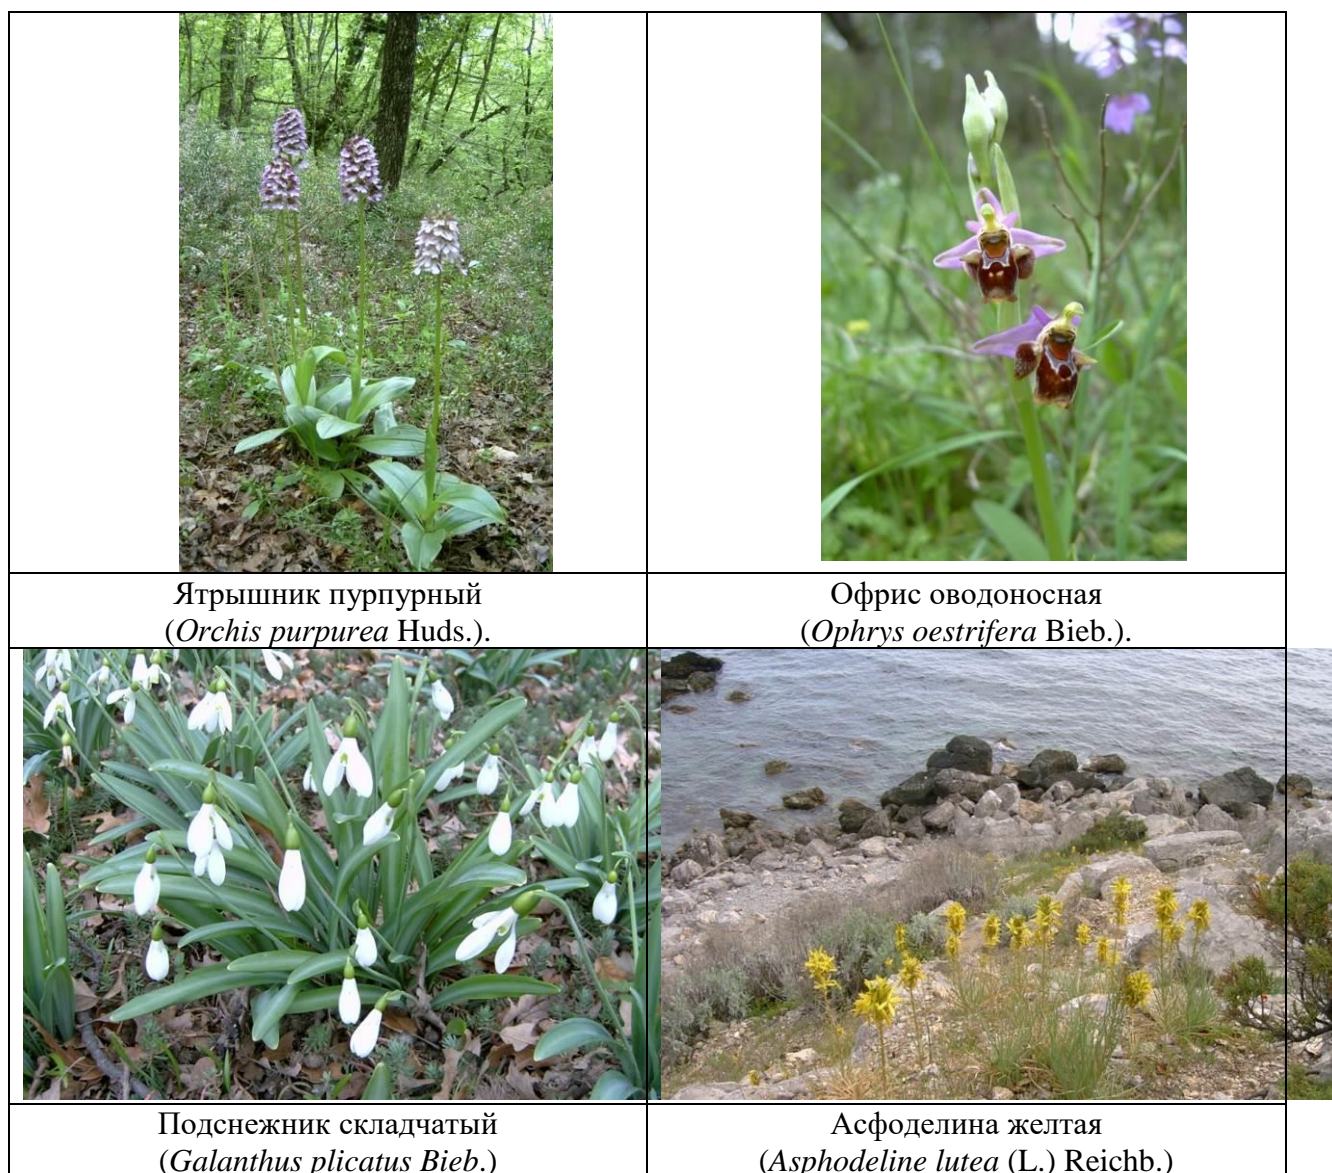 Ятрышник пурпурный
(Orchis purpurea Huds.).
Офрис оводоносная
(Ophrys oestrifera Bieb.).
Подснежник складчатый
(Galanthus plicatus Bieb.)
Асфоделина желтая
(Asphodeline lutea (L.) Reichb.)